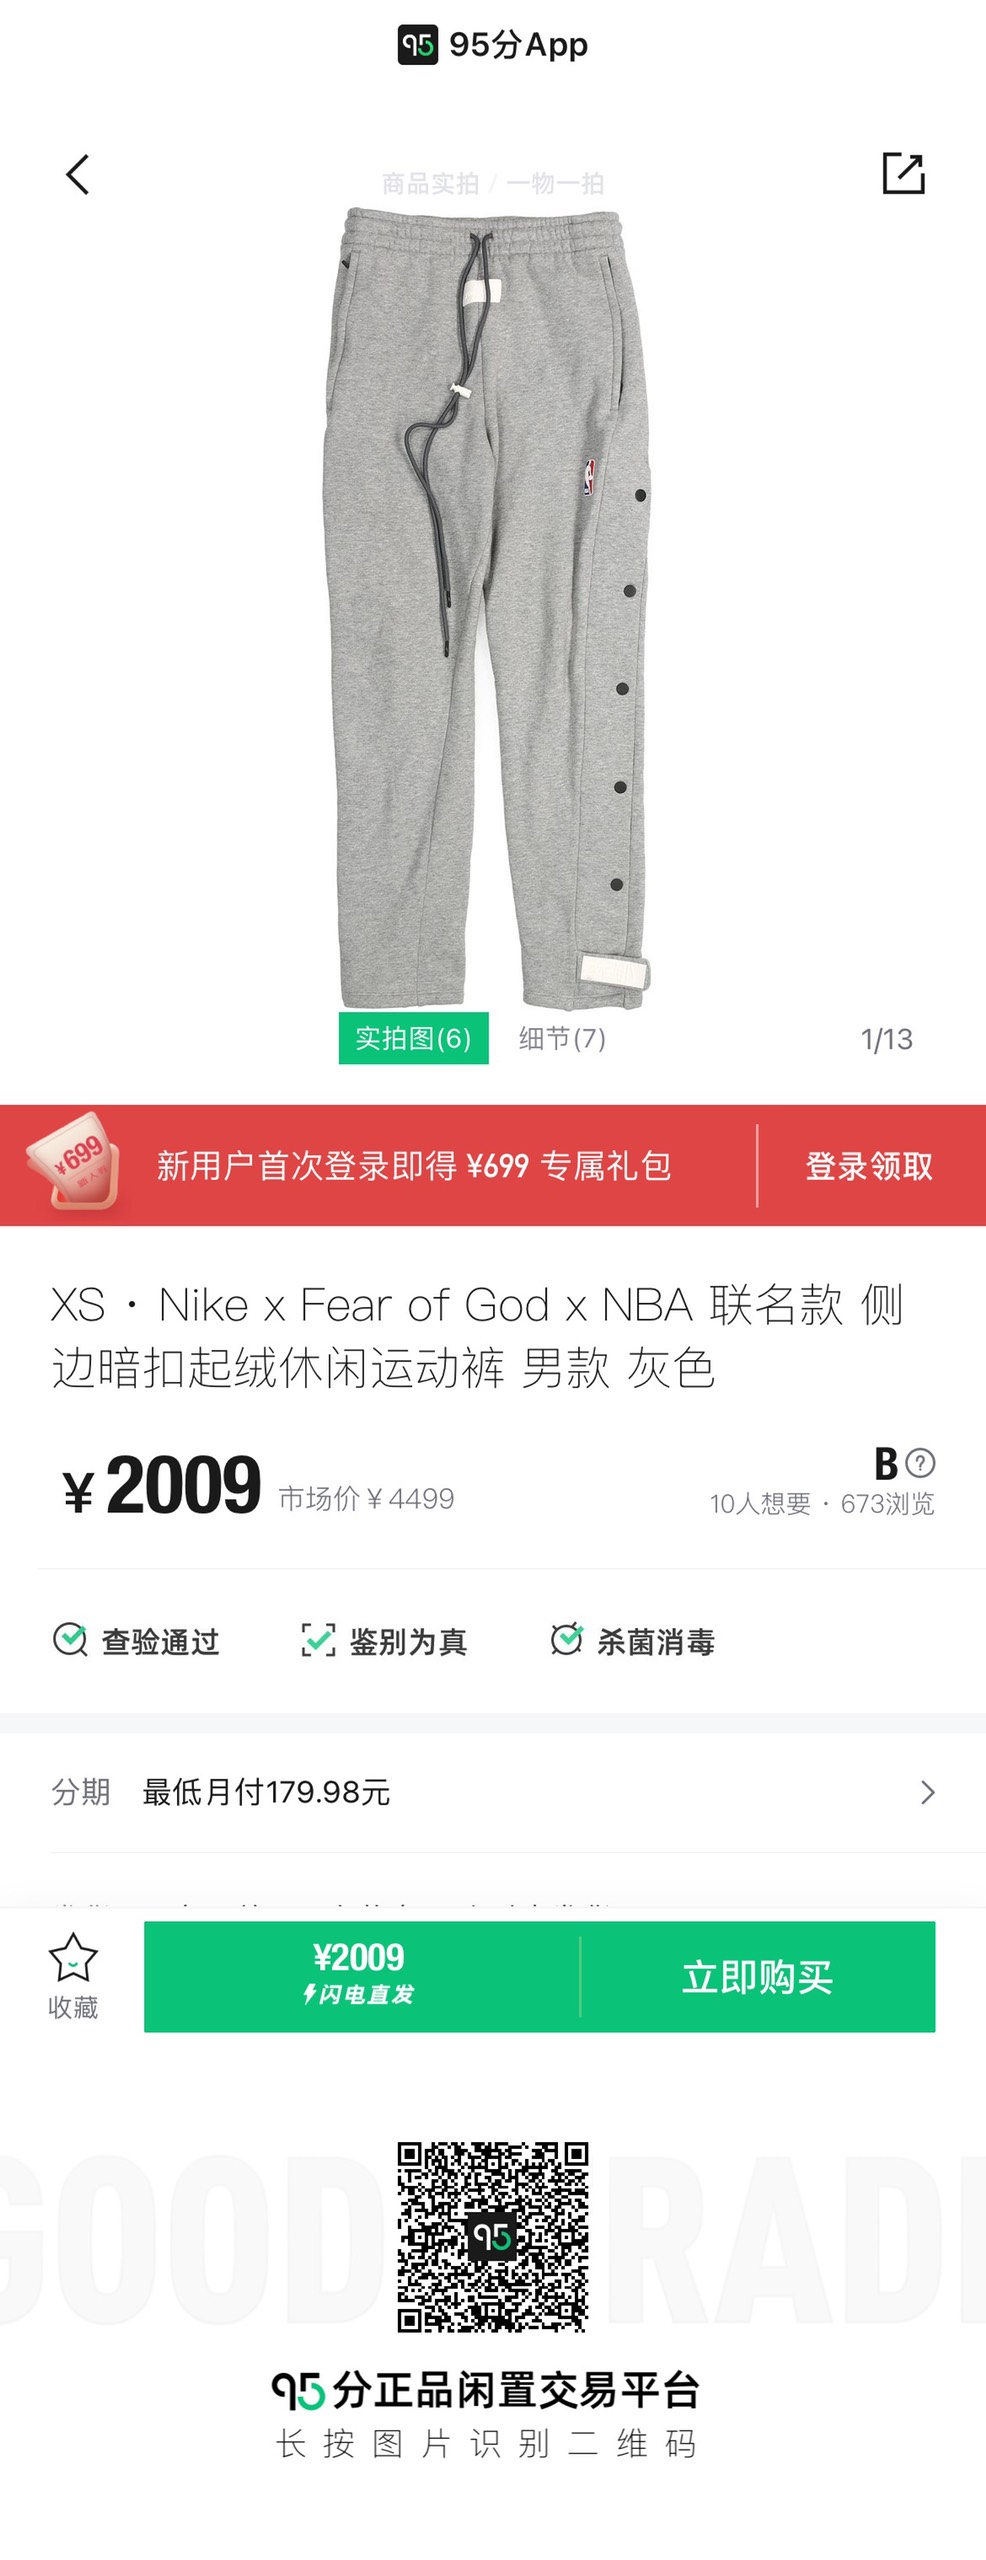 95 95分App
商品实拍 / 一物一拍
实拍图(6) 细节(7) 1/13
¥699
新用户首次登录即得 ¥699 专属礼包 登录领取
XS · Nike x Fear of God x NBA 联名款 侧
边暗扣起绒休闲运动裤 男款 灰色
¥2009 市场价¥4499 B ?
10人想要 · 673浏览
查验通过 鉴别为真 杀菌消毒
分期 最低月付179.98元
收藏 ¥2009 闪电直发 立即购买
GOOD RAD
95
95分正品闲置交易平台
长按图片识别二维码